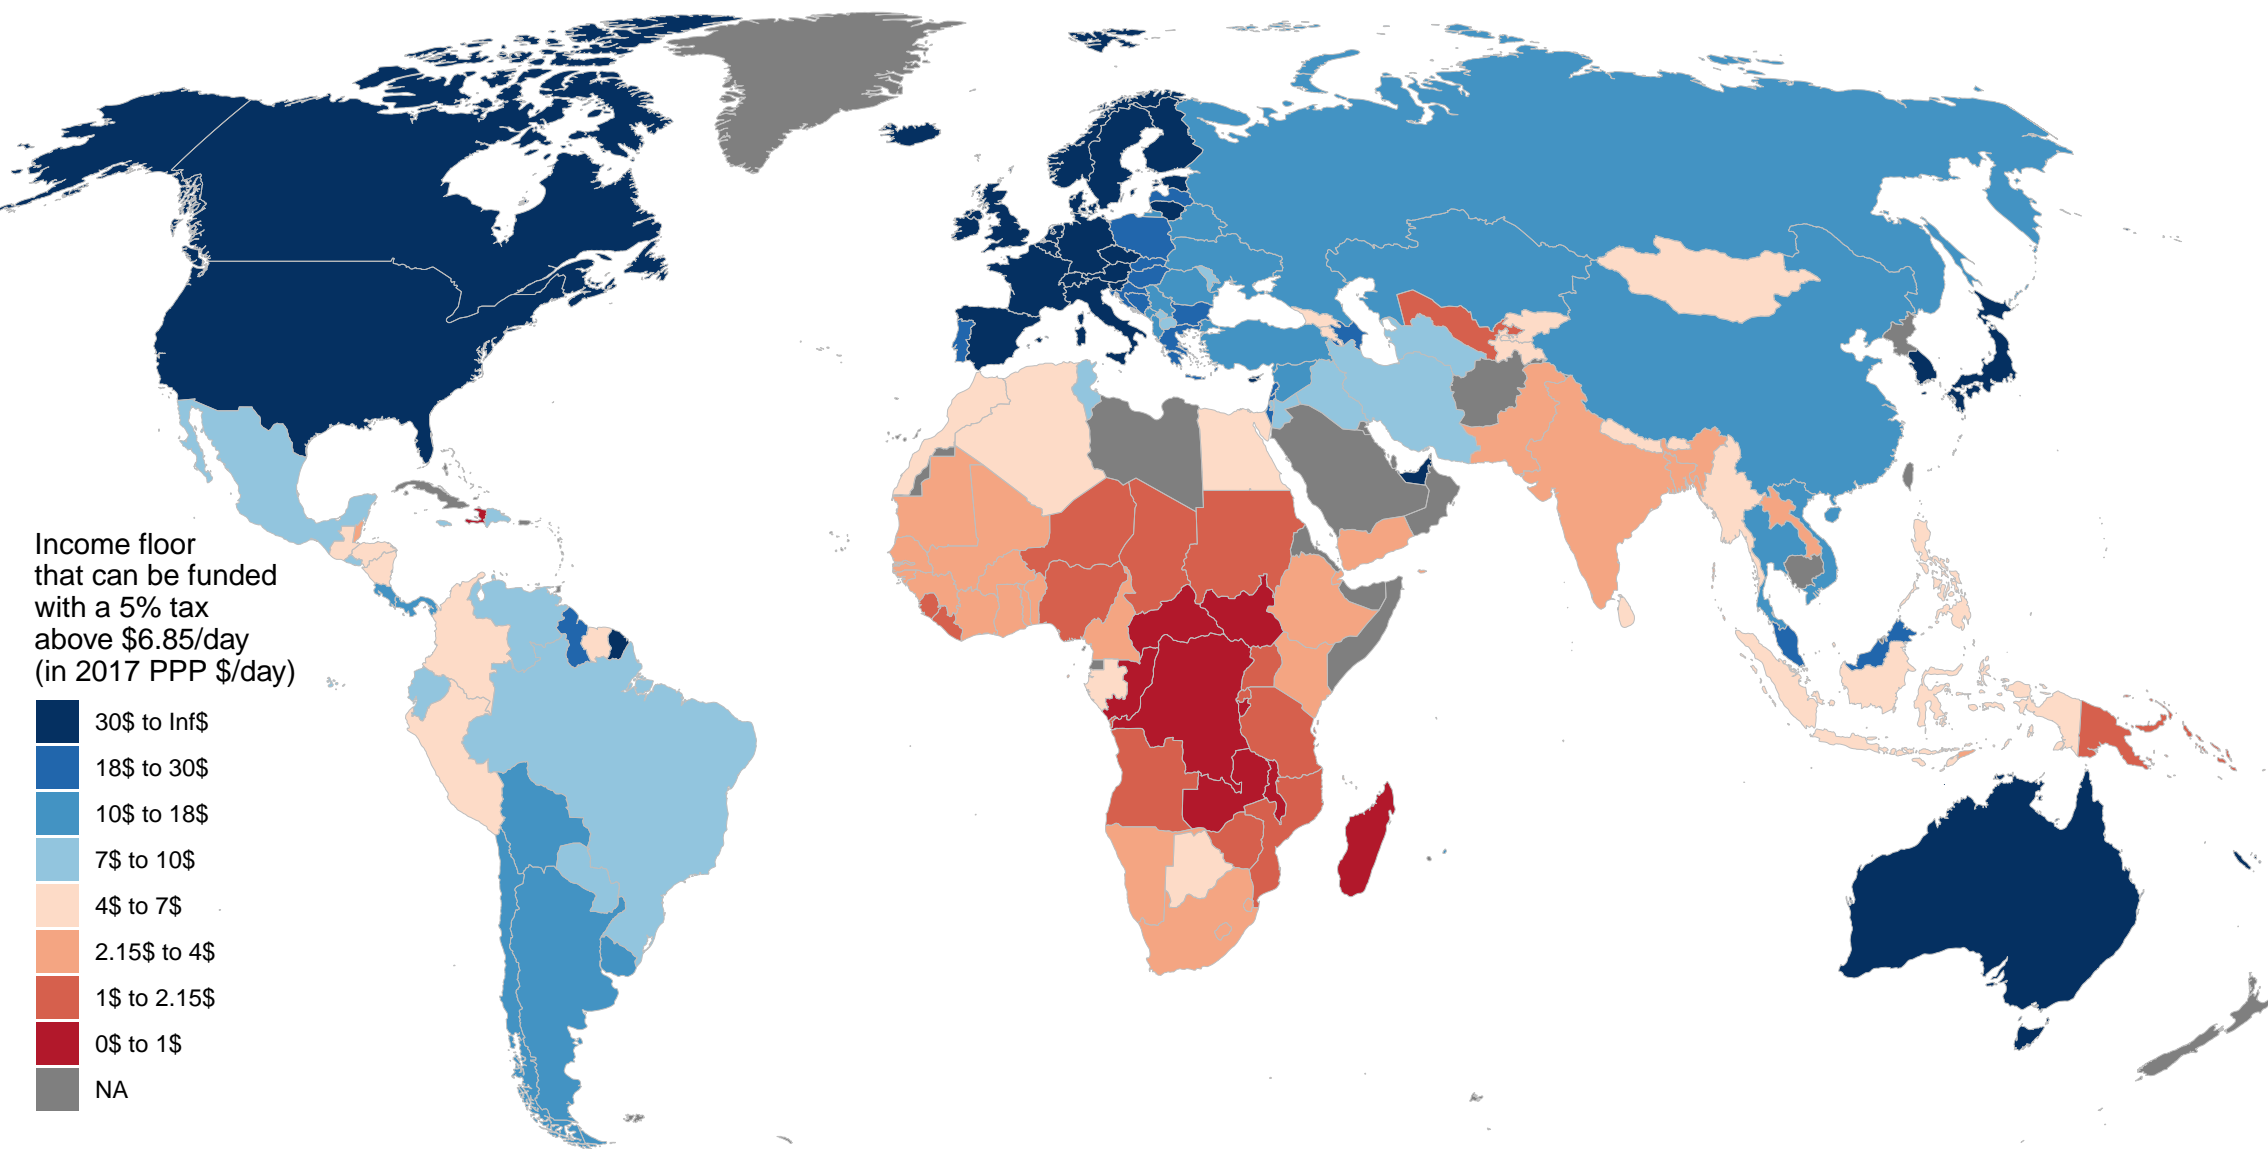 Income floor
that can be funded
with a 5% tax
above $6.85/day
(in 2017 PPP $/day)
30$ to Inf$
18$ to 30$
10$ to 18$
7$ to 10$
4$ to 7$
2.15$ to 4$
1$ to 2.15$
0$ to 1$
NA